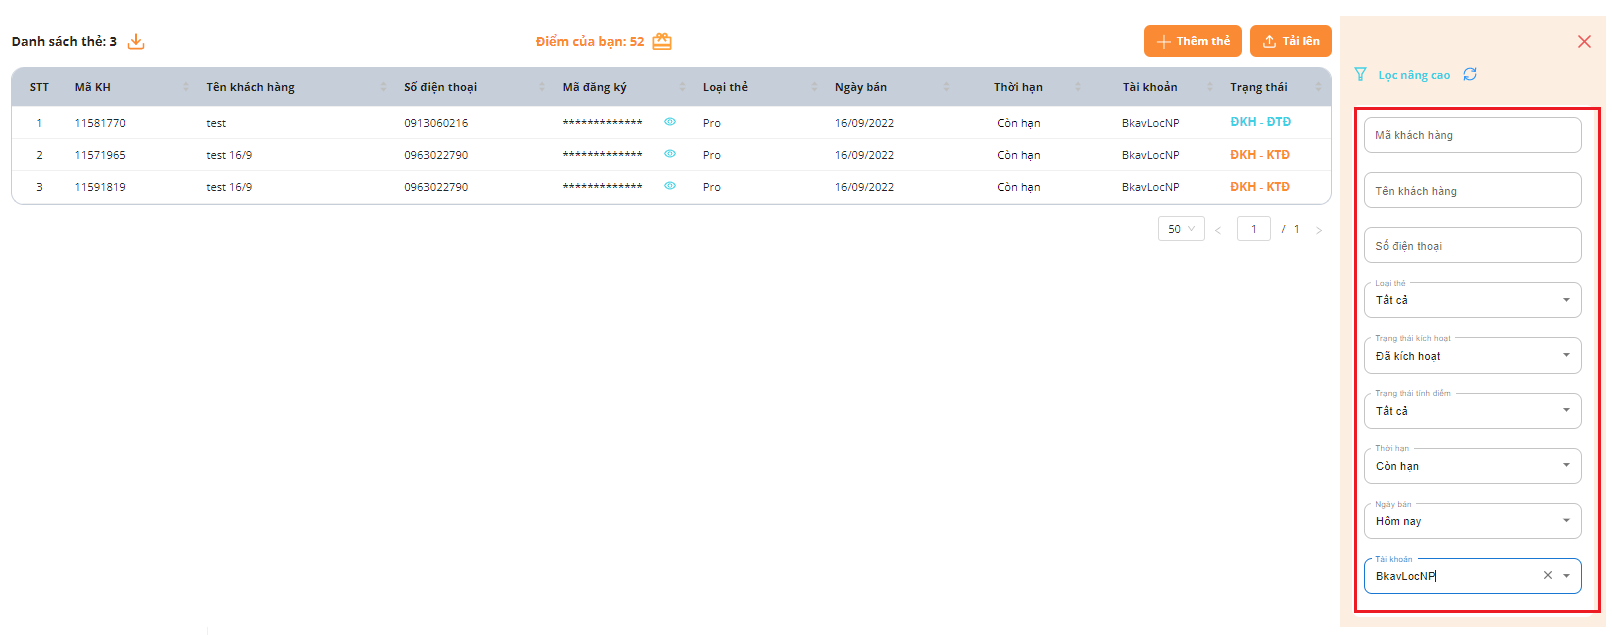 Danh sách thẻ: 3
Điểm của bạn: 52
Thêm thẻ
Tải lên
STT Mã KH Tên khách hàng Số điện thoại Mã đăng ký Loại thẻ Ngày bán Thời hạn Tài khoản Trạng thái
1 11581770 test 0913060216 ************* Pro 16/09/2022 Còn hạn BkavLocNP ĐKH - ĐTĐ
2 11571965 test 16/9 0963022790 ************* Pro 16/09/2022 Còn hạn BkavLocNP ĐKH - KTĐ
3 11591819 test 16/9 0963022790 ************* Pro 16/09/2022 Còn hạn BkavLocNP ĐKH - KTĐ
50 < 1 / 1 >
Lọc nâng cao
Mã khách hàng
Tên khách hàng
Số điện thoại
Loại thẻ
Tất cả
Trạng thái kích hoạt
Đã kích hoạt
Trạng thái tính điểm
Tất cả
Thời hạn
Còn hạn
Ngày bán
Hôm nay
Tài khoản
BkavLocNP